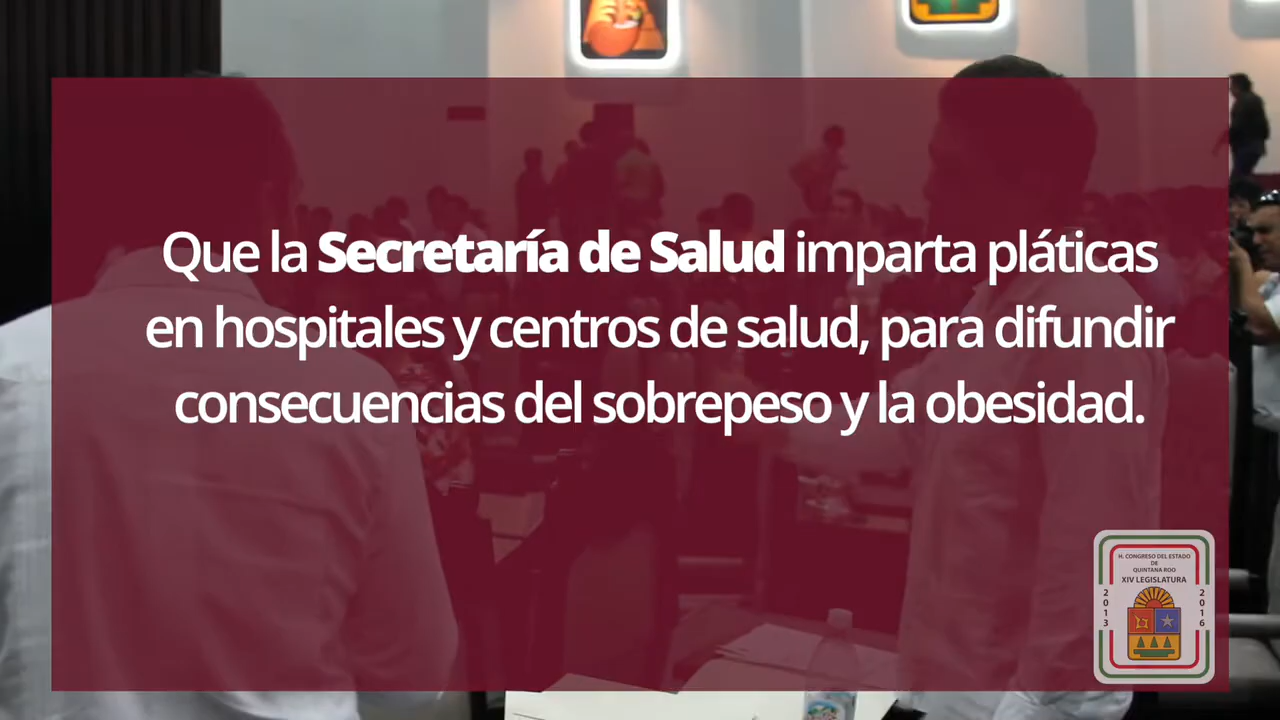 Que la Secretaría de Salud imparta pláticas
en hospitales y centros de salud, para difundir
consecuencias del sobrepeso y la obesidad.
H. CONGRESO DEL ESTADO
DE
QUINTANA ROO
XIV LEGISLATURA
2013
2016